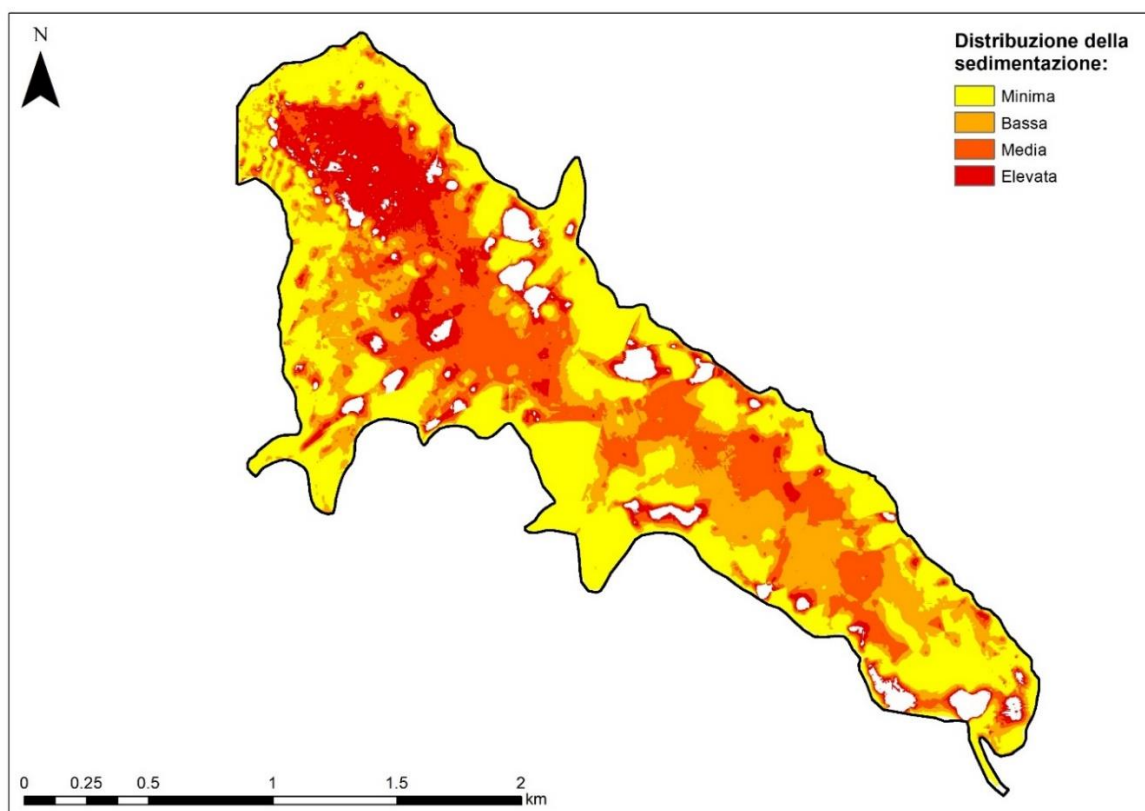 N
Distribuzione della
sedimentazione:
Minima
Bassa
Media
Elevata
0 0.25 0.5 1 1.5 2
km